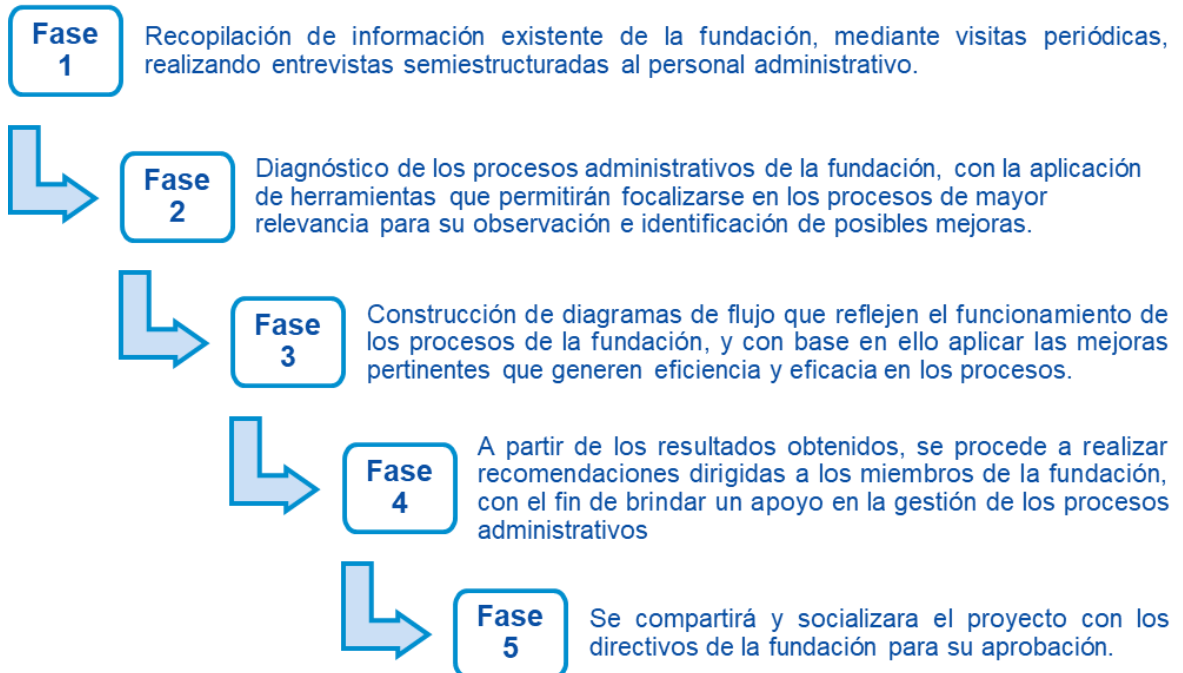 Fase
1
Recopilación de información existente de la fundación, mediante visitas periódicas,
realizando entrevistas semiestructuradas al personal administrativo.
Fase
2
Diagnóstico de los procesos administrativos de la fundación, con la aplicación
de herramientas que permitirán focalizarse en los procesos de mayor
relevancia para su observación e identificación de posibles mejoras.
Fase
3
Construcción de diagramas de flujo que reflejen el funcionamiento de
los procesos de la fundación, y con base en ello aplicar las mejoras
pertinentes que generen eficiencia y eficacia en los procesos.
Fase
4
A partir de los resultados obtenidos, se procede a realizar
recomendaciones dirigidas a los miembros de la fundación,
con el fin de brindar un apoyo en la gestión de los procesos
administrativos
Fase
5
Se compartirá y socializara el proyecto con los
directivos de la fundación para su aprobación.